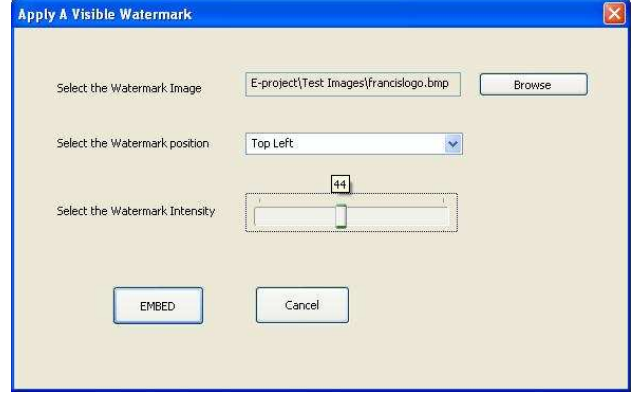 Apply A Visible Watermark
Select the Watermark Image E-project\Test Images\francislogo.bmp Browse
Select the Watermark position Top Left
44
Select the Watermark Intensity
EMBED Cancel